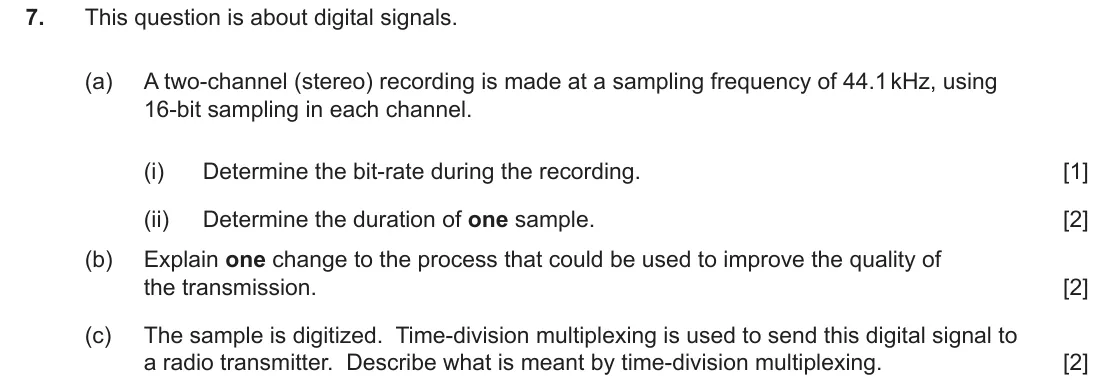 7. This question is about digital signals.
(a) A two-channel (stereo) recording is made at a sampling frequency of 44.1 kHz, using
16-bit sampling in each channel.
(i) Determine the bit-rate during the recording. [1]
(ii) Determine the duration of one sample. [2]
(b) Explain one change to the process that could be used to improve the quality of
the transmission. [2]
(c) The sample is digitized. Time-division multiplexing is used to send this digital signal to
a radio transmitter. Describe what is meant by time-division multiplexing. [2]